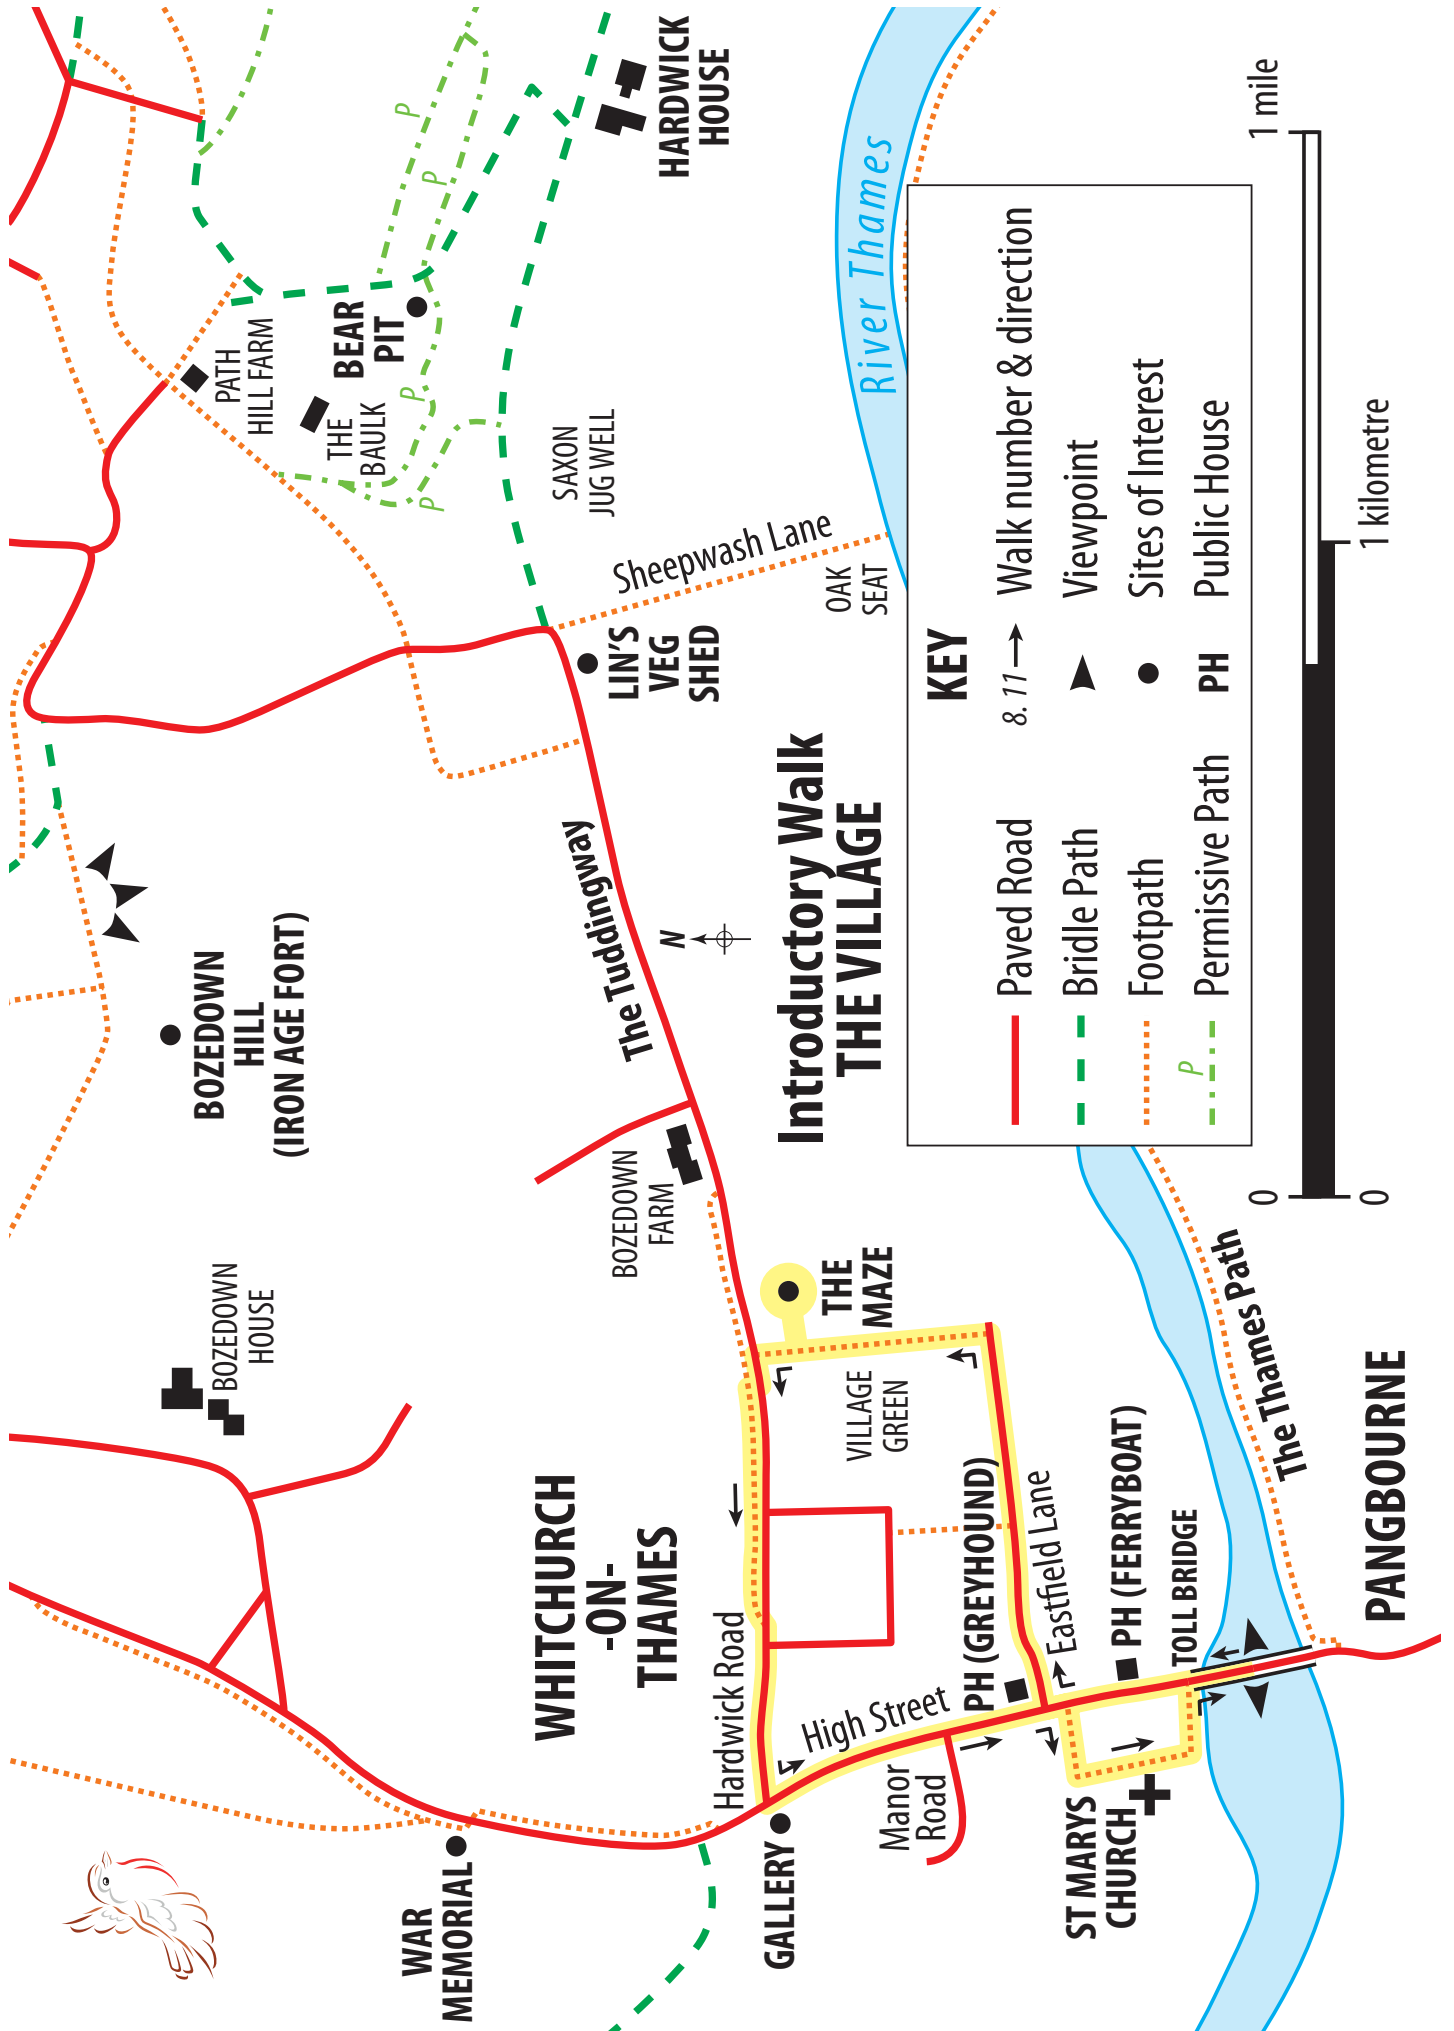 WAR
MEMORIAL
BOZEDOWN
HOUSE
BOZEDOWN
HILL
(IRON AGE FORT)
PATH
HILL FARM
BEAR
PIT
THE
BAULK
P
P
P
P
HARDWICK
HOUSE
WHITCHURCH
-ON-
THAMES
BOZEDOWN
FARM
The Tuddingway
N
LIN'S
VEG
SHED
SAXON
JUG WELL
Sheepwash Lane
OAK
SEAT
River Thames
GALLERY
Hardwick Road
High Street
Manor
Road
THE
MAZE
VILLAGE
GREEN
Introductory Walk
THE VILLAGE
PH (GREYHOUND)
Eastfield Lane
PH (FERRYBOAT)
TOLL BRIDGE
ST MARYS
CHURCH
The Thames Path
PANGBOURNE
KEY
Paved Road
8. 11
Walk number & direction
Bridle Path
Viewpoint
Footpath
Sites of Interest
P
Permissive Path
PH
Public House
0
1 mile
0
1 kilometre